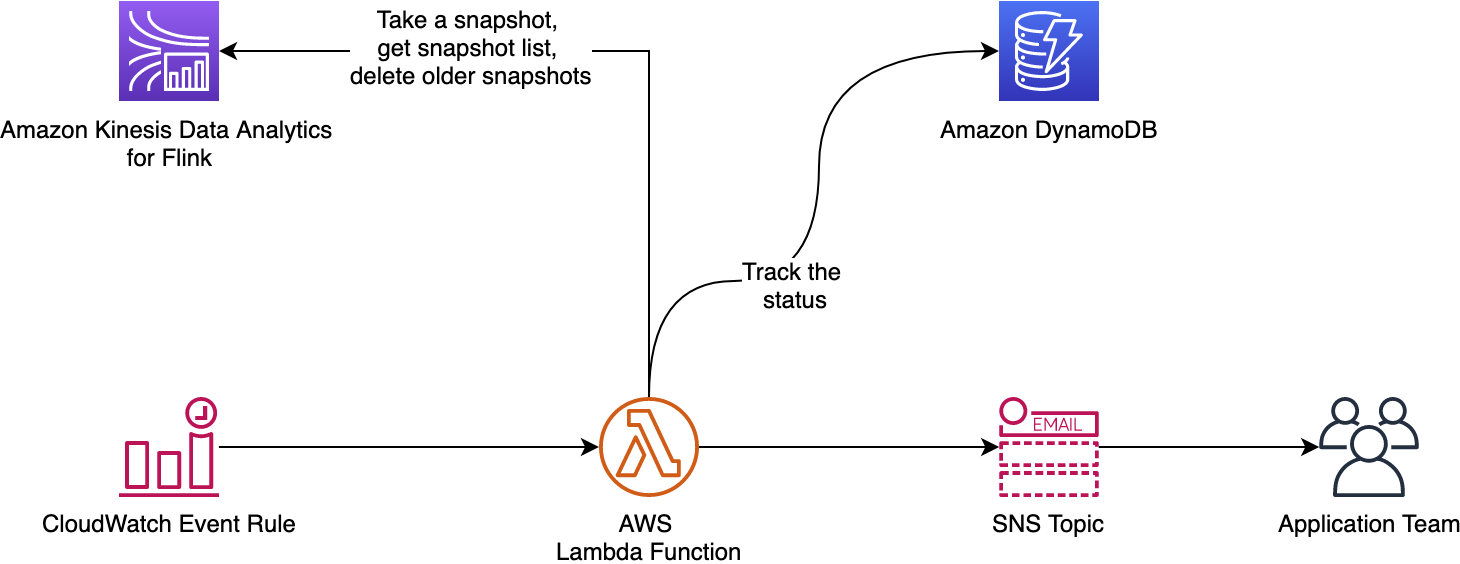 Take a snapshot,
get snapshot list,
delete older snapshots
Amazon Kinesis Data Analytics
for Flink
Amazon DynamoDB
Track the
status
EMAIL
CloudWatch Event Rule
AWS
Lambda Function
SNS Topic
Application Team